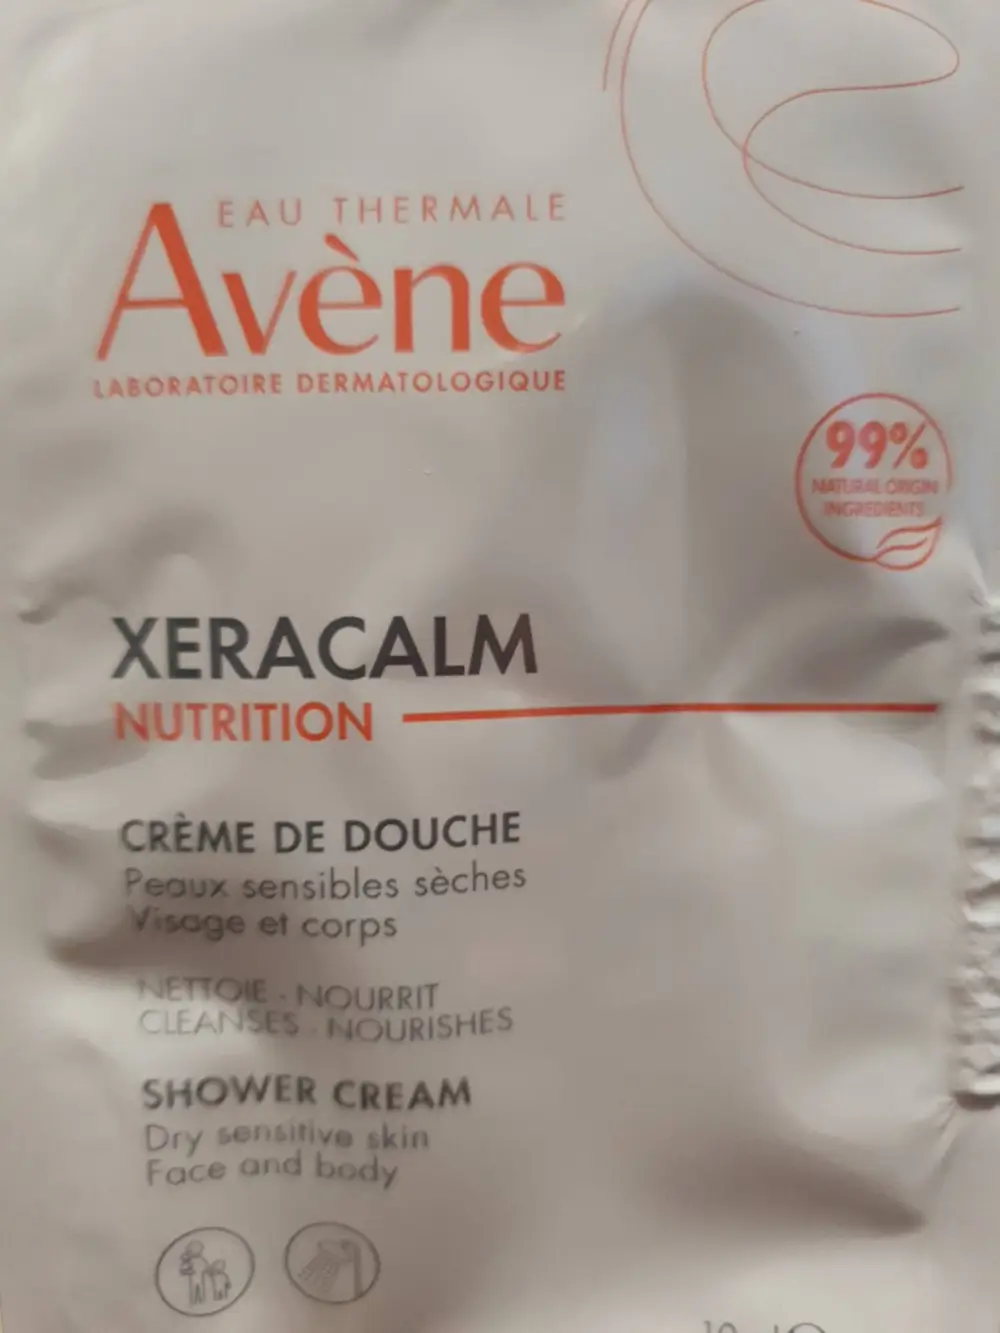 EAU THERMALE
Avène
LABORATOIRE DERMATOLOGIQUE
99%
NATURAL ORIGIN
INGREDIENTS
XERACALM
NUTRITION
CRÈME DE DOUCHE
Peaux sensibles sèches
Visage et corps
NETTOIE · NOURRIT
CLEANSES · NOURISHES
SHOWER CREAM
Dry sensitive skin
Face and body